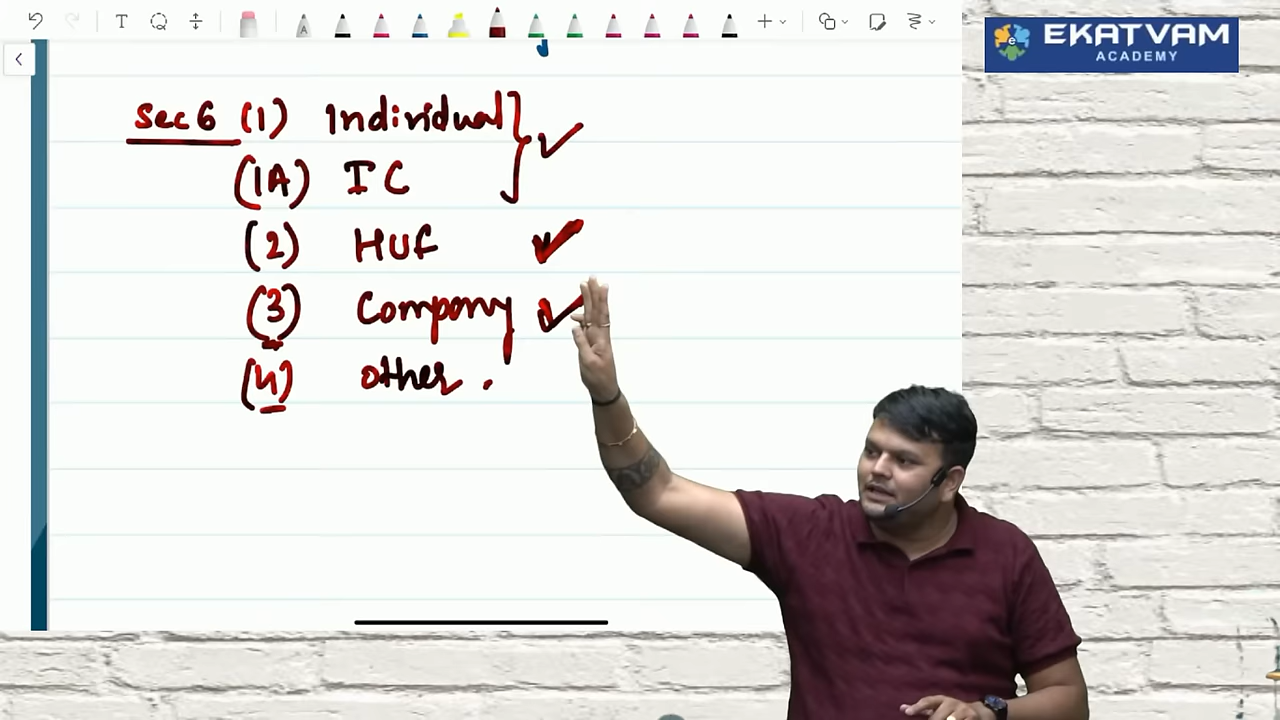 EKATVAM
ACADEMY
Sec 6 (1) Individual
(1A) IC
(2) HUF
(3) Company
(4) other.